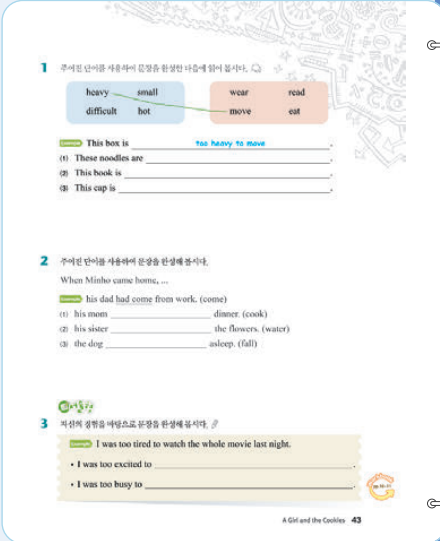 1 주어진 단어를 사용하여 문장을 완성한 다음에 읽어 봅시다.
heavy small wear read
difficult hot move eat
Example This box is too heavy to move.
(1) These noodles are .
(2) This book is .
(3) This cap is .
2 주어진 단어를 사용하여 문장을 완성해 봅시다.
When Minho came home, ...
Example his dad had come from work. (come)
(1) his mom dinner. (cook)
(2) his sister the flowers. (water)
(3) the dog asleep. (fall)
3 자신의 경험을 바탕으로 문장을 완성해 봅시다.
Example I was too tired to watch the whole movie last night.
• I was too excited to .
• I was too busy to .
A Girl and the Cookies 43